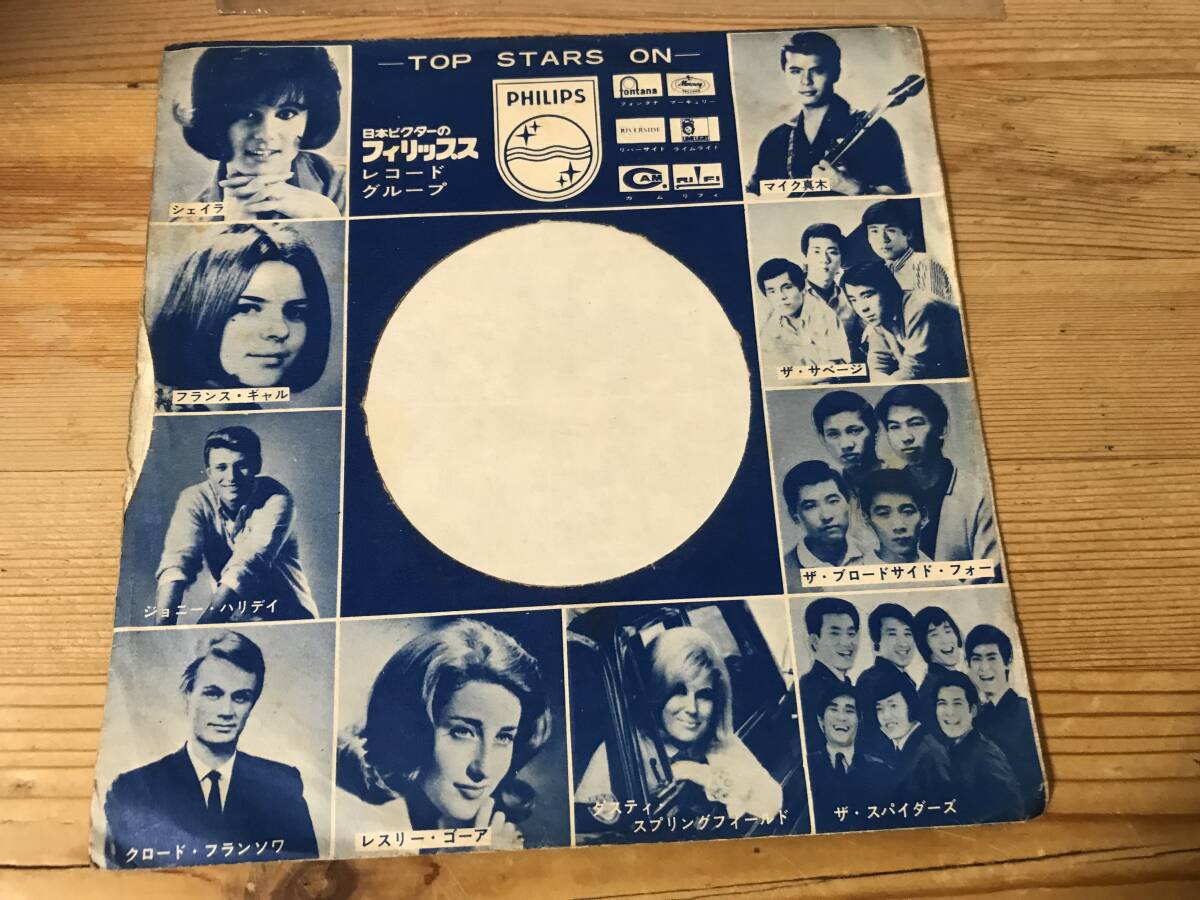 —TOP STARS ON—
日本ビクターの
フィリップス
レコード
グループ
PHILIPS
fontana
フォンタナ
Mercury
マーキュリー
RIVERSIDE
リバーサイド
LIMELIGHT
ライムライト
CAM
カム
RI/FI
リフィ
シェイラ
マイク真木
フランス・ギャル
ザ・サベージ
ジョニー・ハリデイ
ザ・ブロードサイド・フォー
クロード・フランソワ
レスリー・ゴーア
ダスティ・
スプリングフィールド
ザ・スパイダーズ